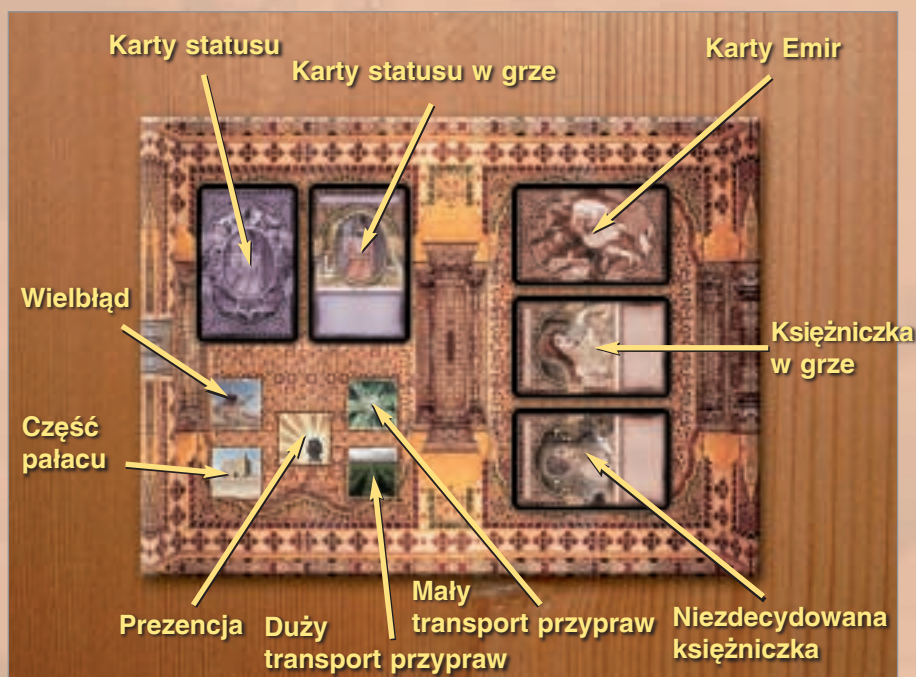 Karty statusu
Karty statusu w grze
Karty Emir
Wielbłąd
Księżniczka
w grze
Część
pałacu
Prezencja
Duży
transport przypraw
Mały
transport przypraw
Niezdecydowana
księżniczka